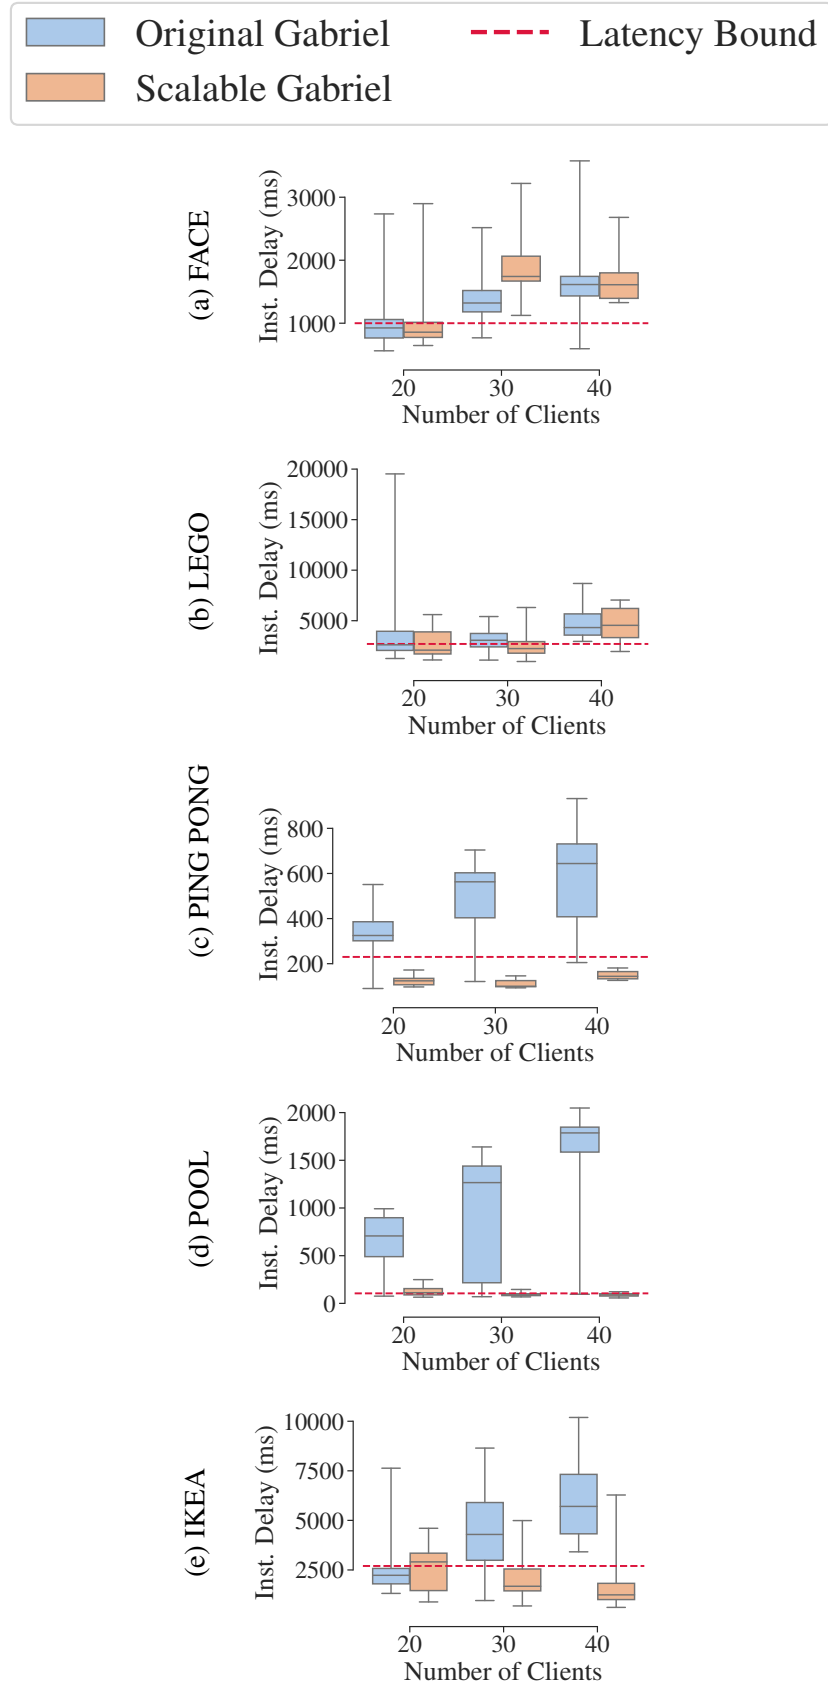 Original Gabriel
Latency Bound
Scalable Gabriel
(a) FACE
Inst. Delay (ms)
3000
2000
1000
20
30
40
Number of Clients
(b) LEGO
Inst. Delay (ms)
20000
15000
10000
5000
20
30
40
Number of Clients
(c) PING PONG
Inst. Delay (ms)
800
600
400
200
20
30
40
Number of Clients
(d) POOL
Inst. Delay (ms)
2000
1500
1000
500
0
20
30
40
Number of Clients
(e) IKEA
Inst. Delay (ms)
10000
7500
5000
2500
20
30
40
Number of Clients